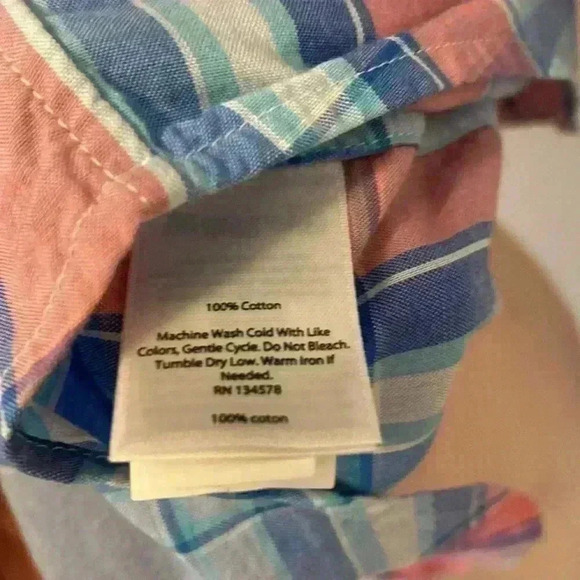 100% Cotton
Machine Wash Cold With Like
Colors, Gentle Cycle. Do Not Bleach.
Tumble Dry Low. Warm Iron If
Needed.
RN 134578
100% coton